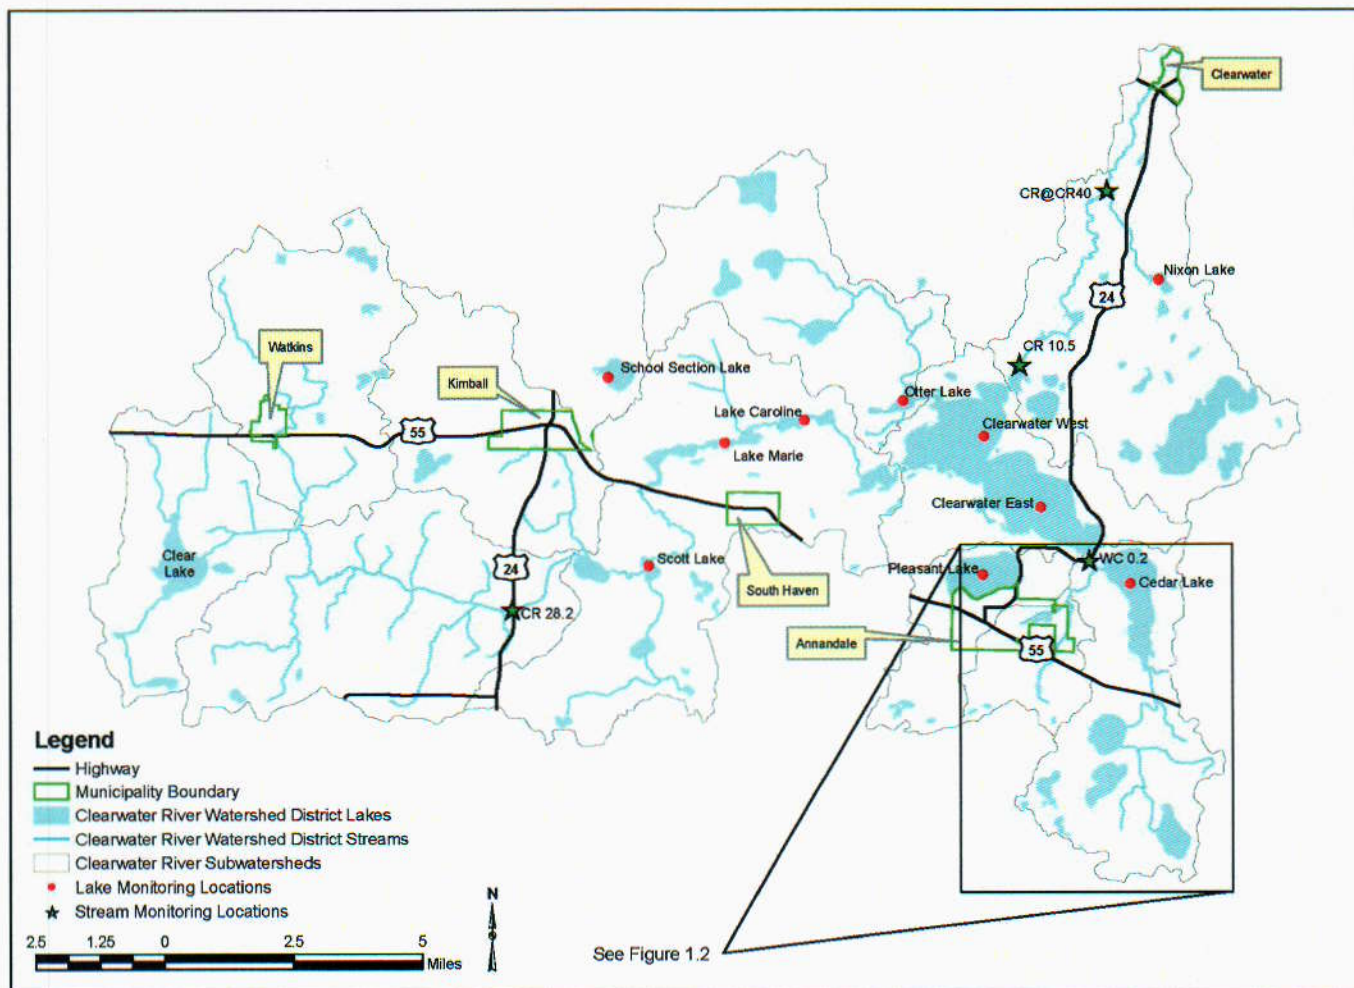 Clearwater
CR@CR40
Nixon Lake
24
Watkins
CR 10.5
School Section Lake
Kimball
Otter Lake
Lake Caroline
55
Clearwater West
Lake Marie
Clearwater East
Clear
Lake
Scott Lake
WC 0.2
24
Pleasant Lake
Cedar Lake
South Haven
CR 28.2
Annandale
55
Legend
Highway
Municipality Boundary
Clearwater River Watershed District Lakes
Clearwater River Watershed District Streams
Clearwater River Subwatersheds
Lake Monitoring Locations
Stream Monitoring Locations
N
2.5 1.25 0 2.5 5
Miles
See Figure 1.2